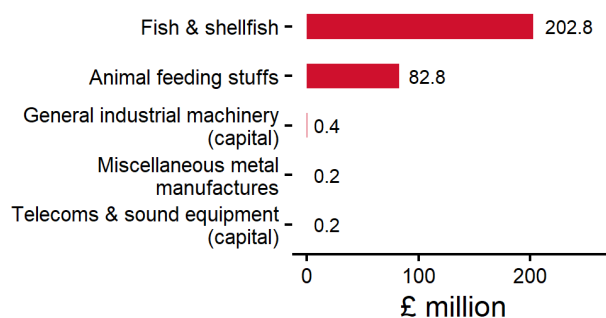 Fish & shellfish
202.8
Animal feeding stuffs
82.8
General industrial machinery
(capital)
0.4
Miscellaneous metal
manufactures
0.2
Telecoms & sound equipment
(capital)
0.2
0 100 200
£ million